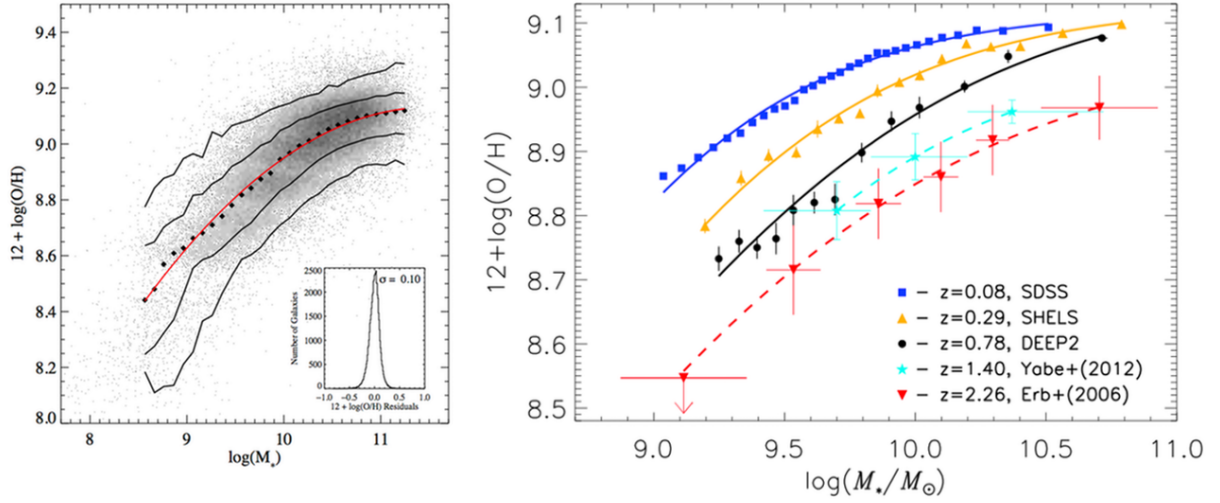 9.4
9.2
9.0
8.8
8.6
8.4
8.2
8.0
12 + log(O/H)
8 9 10 11
log(M*)
2500
2000
1500
1000
500
0
Number of Galaxies
σ = 0.10
-1.0 -0.5 0.0 0.5 1.0
12 + log(O/H) Residuals
9.1
9.0
8.9
8.8
8.7
8.6
8.5
12+log(O/H)
– z=0.08, SDSS
– z=0.29, SHELS
– z=0.78, DEEP2
– z=1.40, Yabe+(2012)
– z=2.26, Erb+(2006)
9.0 9.5 10.0 10.5 11.0
log(M*/M⊙)